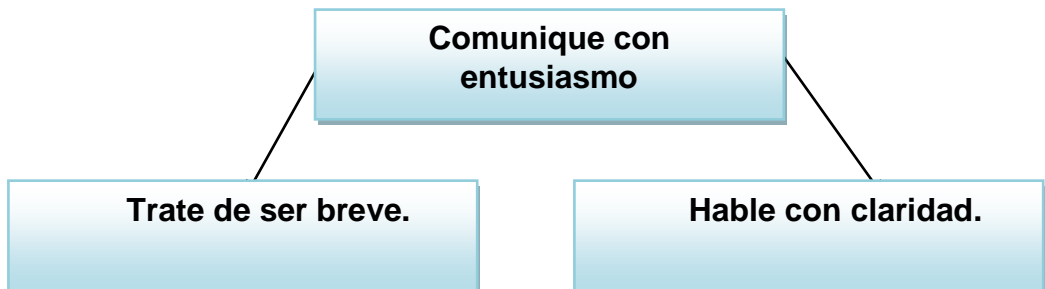 Comunique con
entusiasmo
Trate de ser breve.
Hable con claridad.